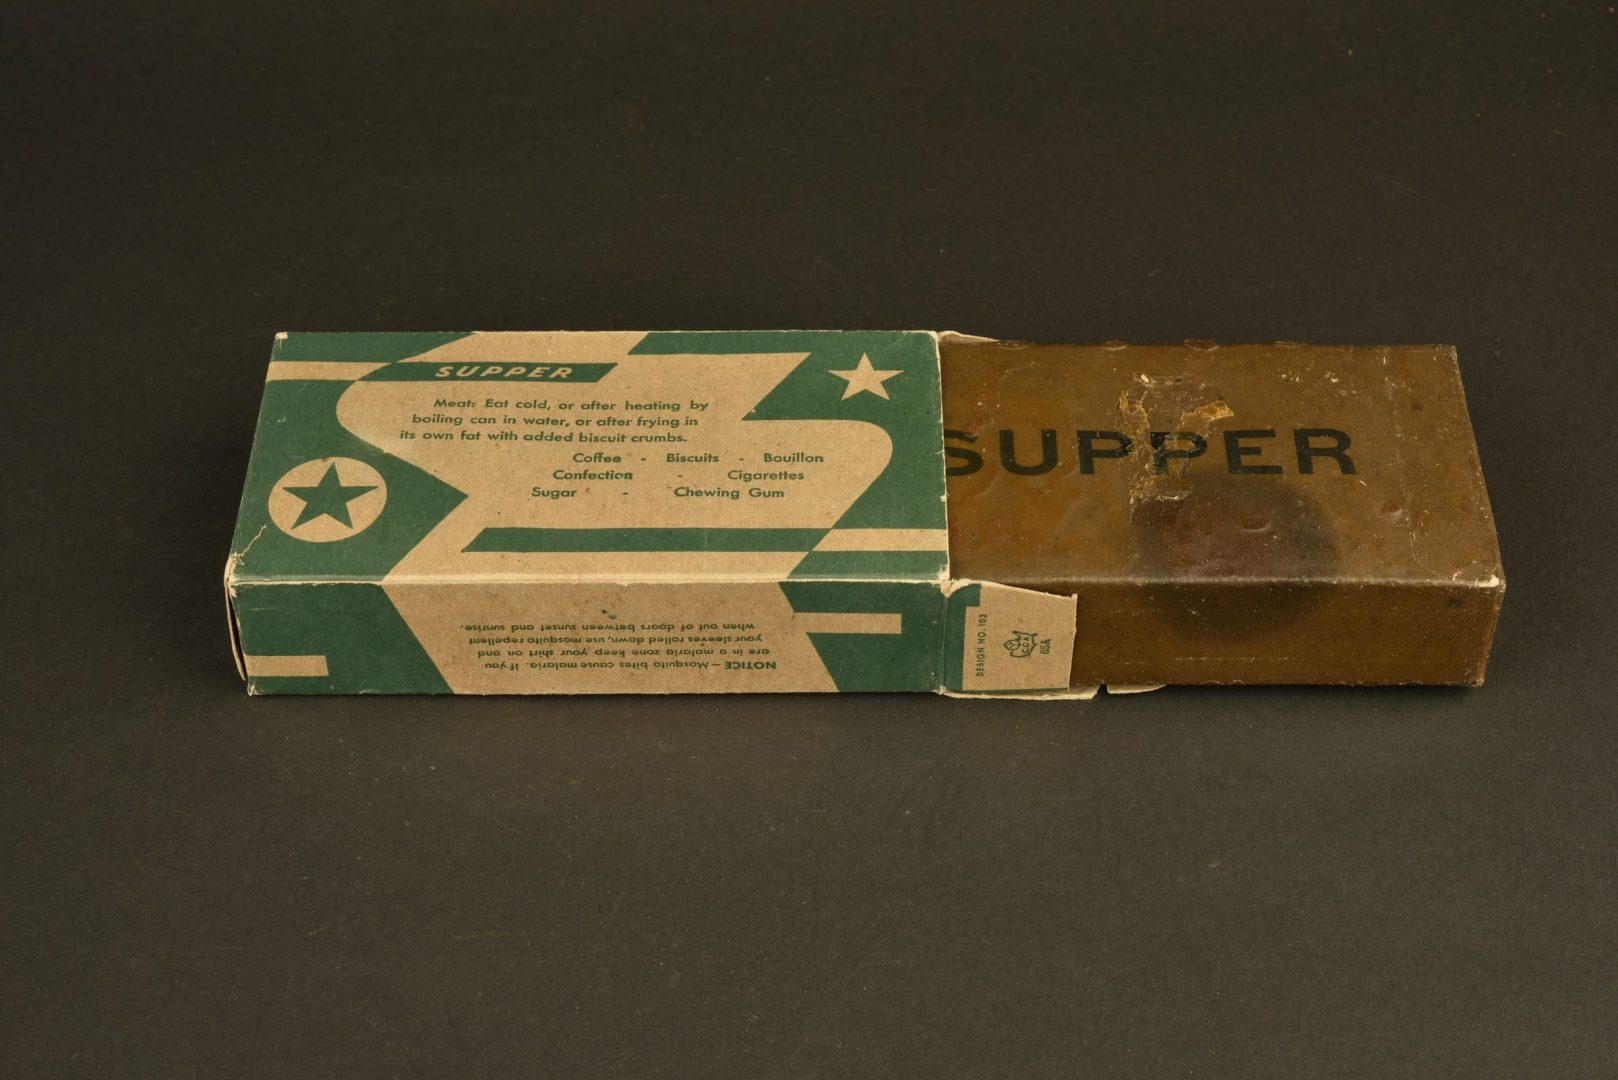 SUPPER
Meat: Eat cold, or after heating by
boiling can in water, or after frying in
its own fat with added biscuit crumbs.
Coffee - Biscuits - Bouillon
Confection - Cigarettes
Sugar - Chewing Gum
NOTICE — Mosquito bites cause malaria. If you
are in a malaria zone keep your shirt on and
your sleeves rolled down, use mosquito repellent
when out of doors between sunset and sunrise.
DESIGN NO. 103
C.C.A.
65A
SUPPER